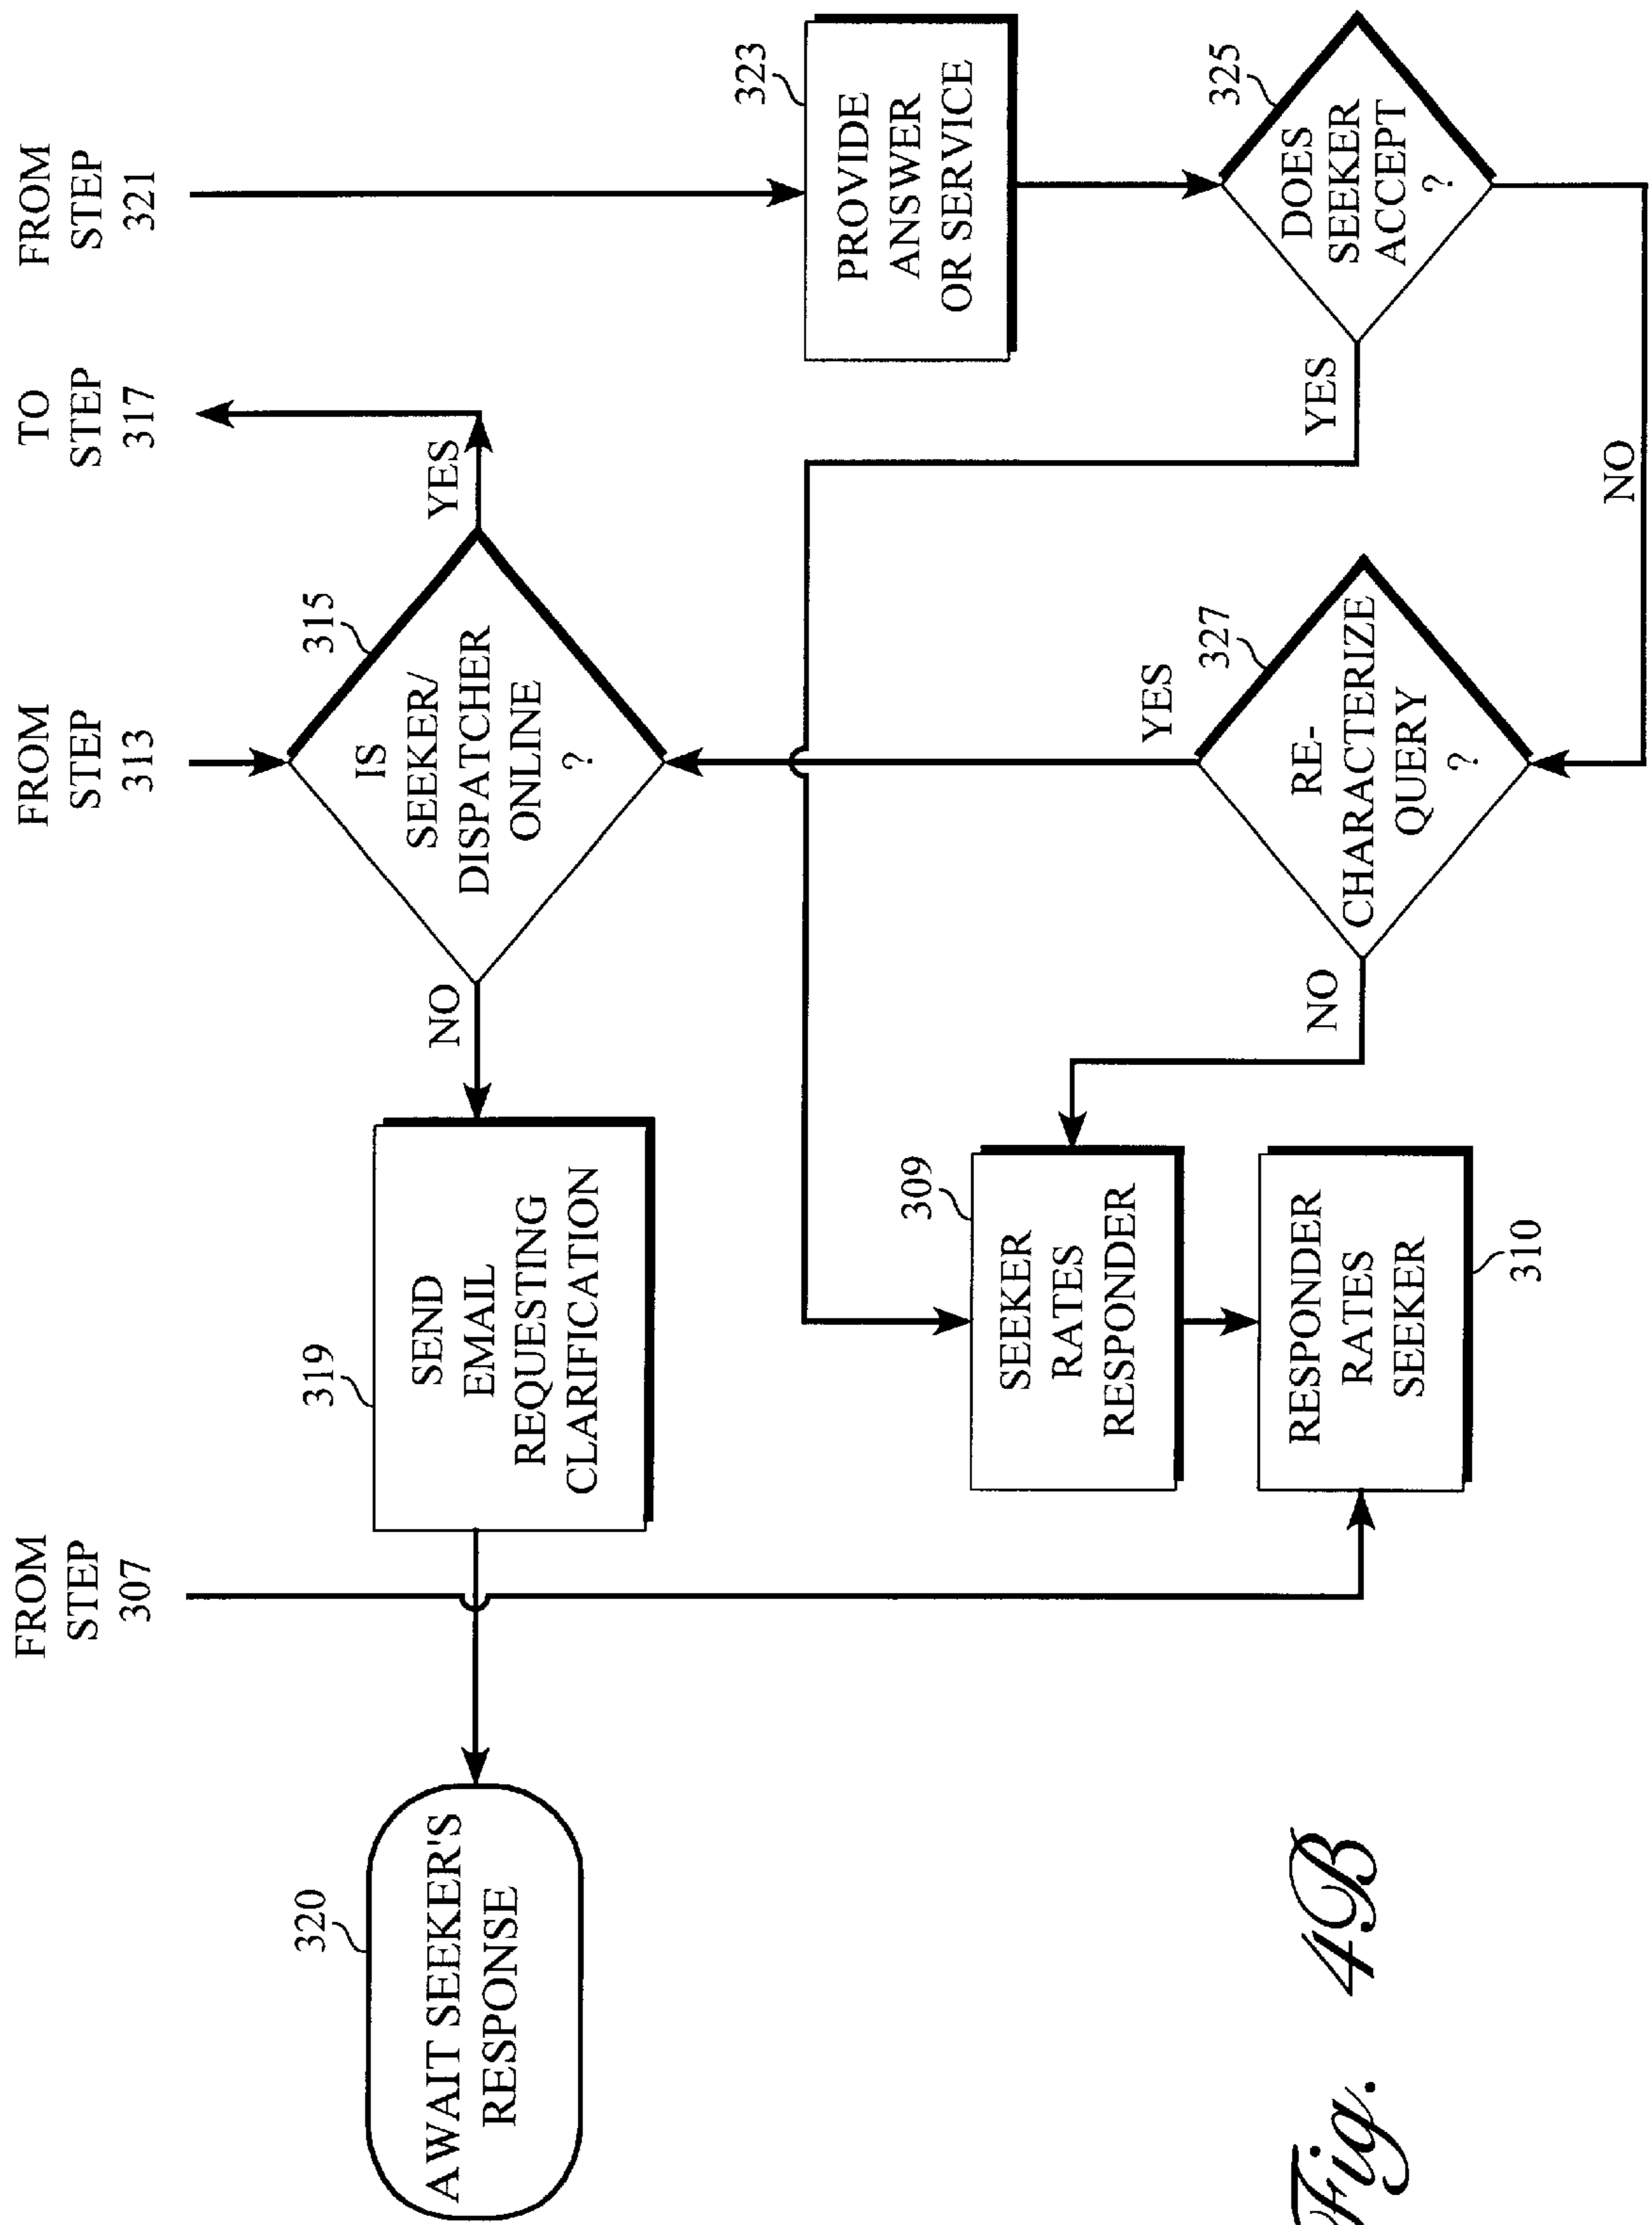 FROM
STEP
307
FROM
STEP
313
TO
STEP
317
FROM
STEP
321
320
AWAIT SEEKER'S
RESPONSE
319
SEND
EMAIL
REQUESTING
CLARIFICATION
NO
315
IS
SEEKER/
DISPATCHER
ONLINE
?
YES
323
PROVIDE
ANSWER
OR SERVICE
309
SEEKER
RATES
RESPONDER
RESPONDER
RATES
SEEKER
310
NO
YES
327
RE-
CHARACTERIZE
QUERY
?
YES
325
DOES
SEEKER
ACCEPT
?
NO
Fig. 4B